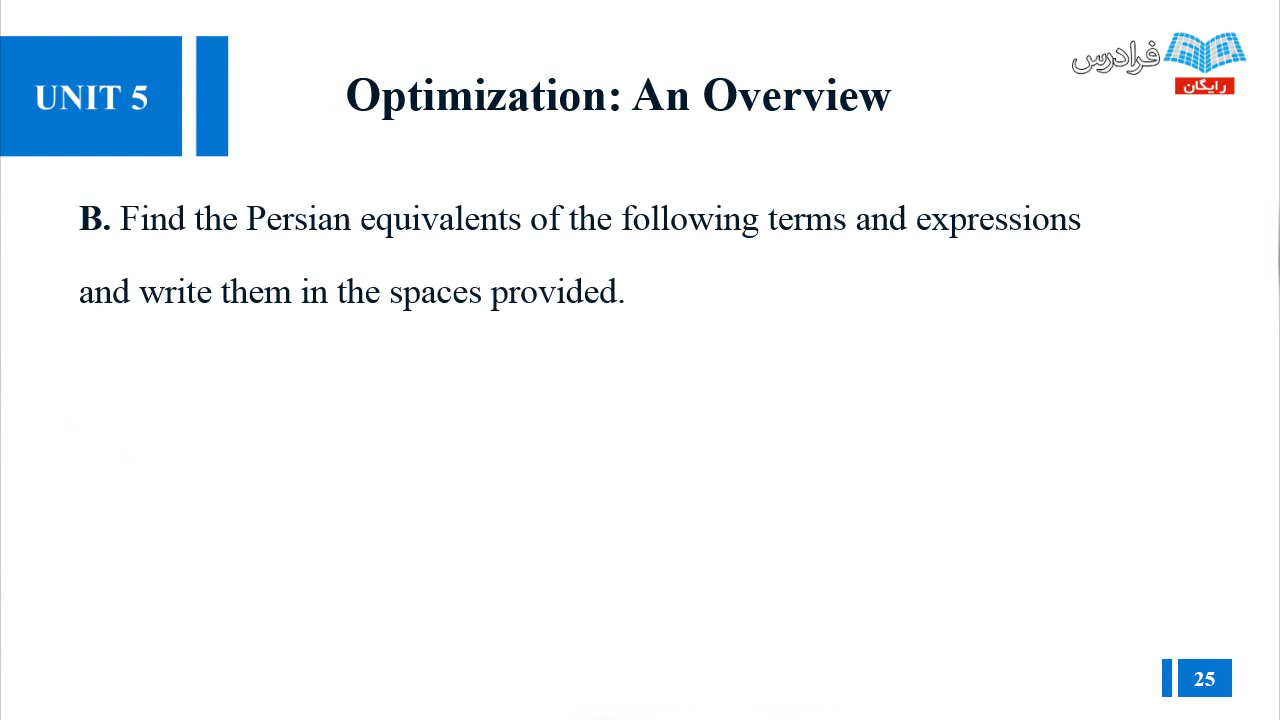 فرادرس
رایگان
UNIT 5
Optimization: An Overview
B. Find the Persian equivalents of the following terms and expressions
and write them in the spaces provided.
25